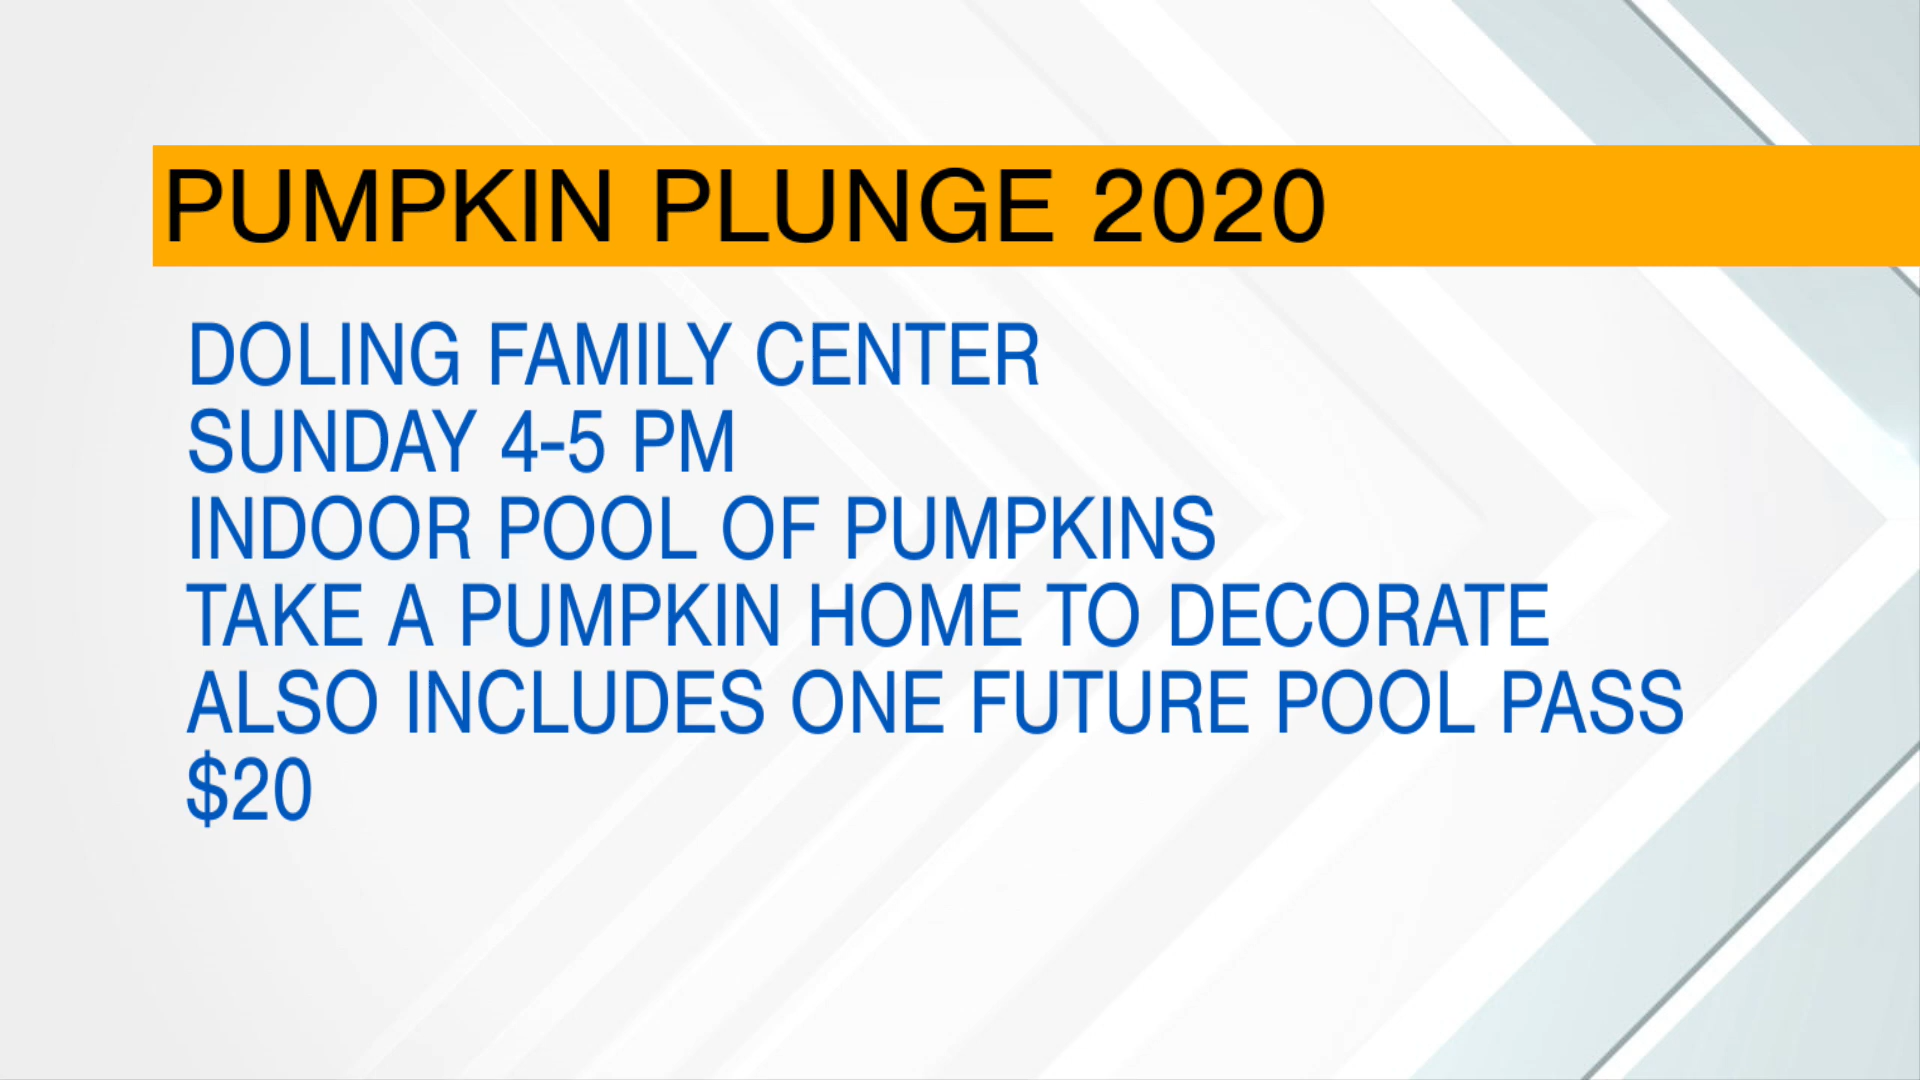 PUMPKIN PLUNGE 2020
DOLING FAMILY CENTER
SUNDAY 4-5 PM
INDOOR POOL OF PUMPKINS
TAKE A PUMPKIN HOME TO DECORATE
ALSO INCLUDES ONE FUTURE POOL PASS
$20